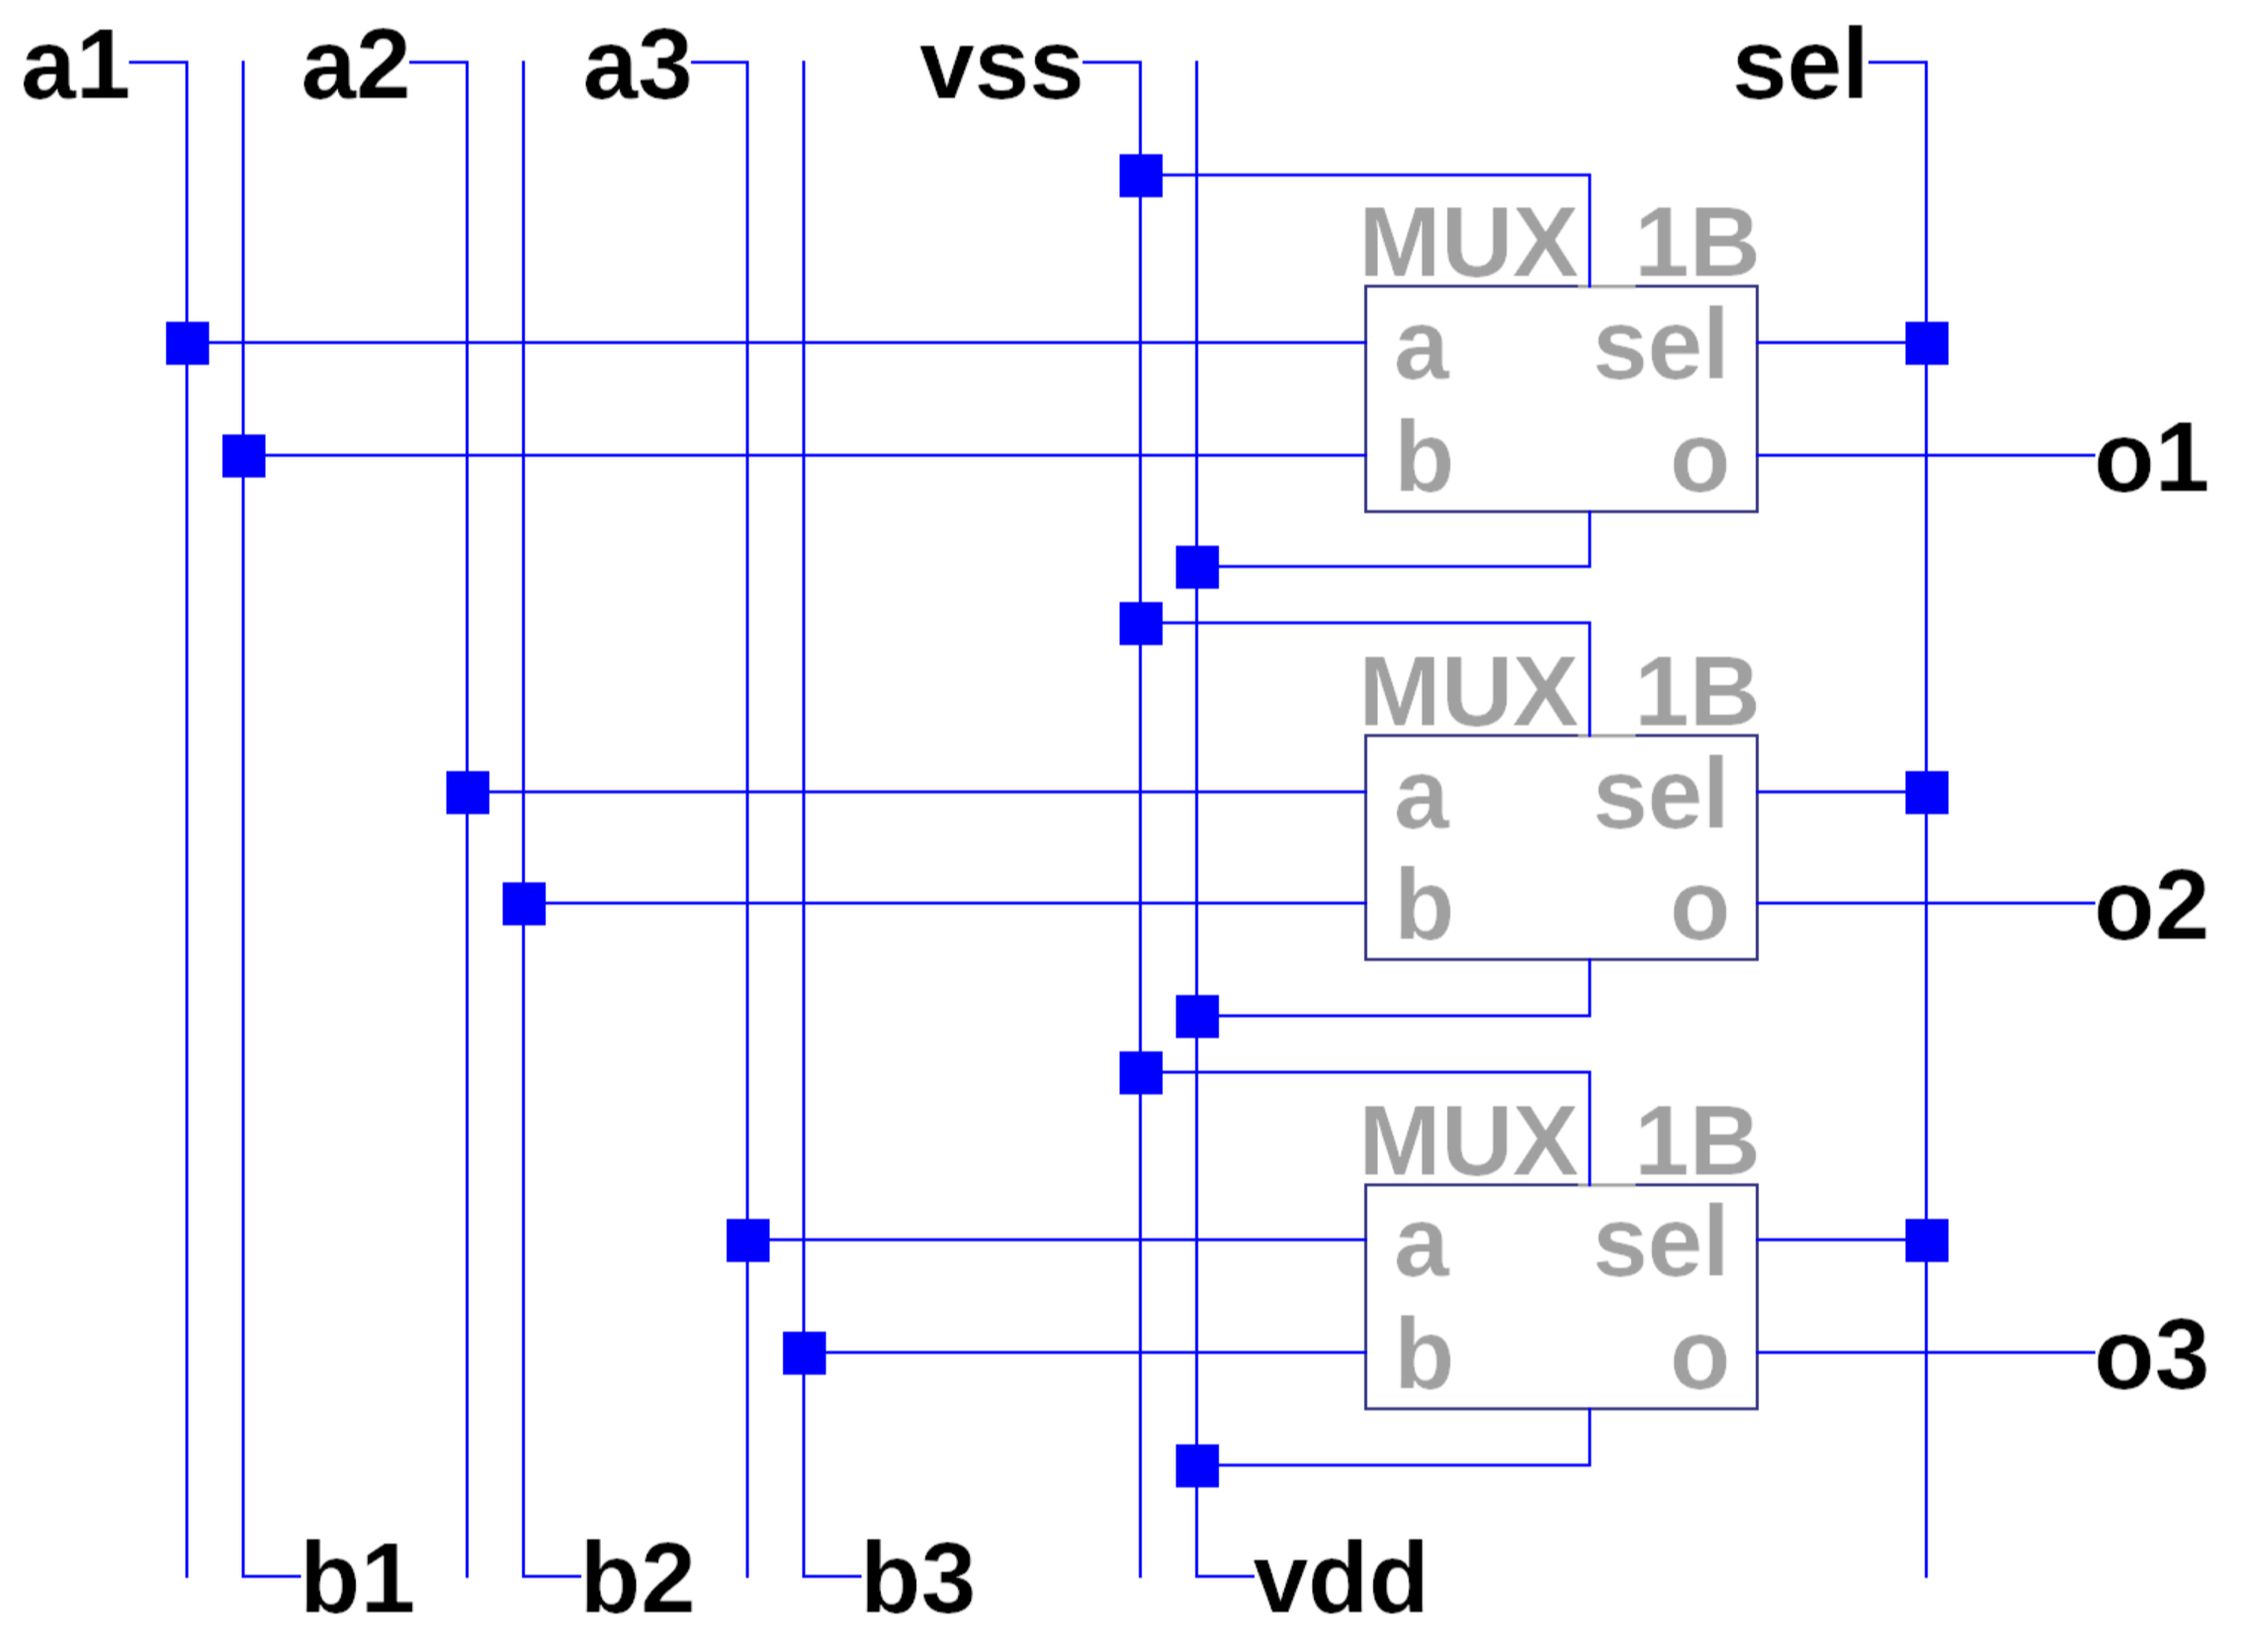 a1 a2 a3 vss sel
MUX 1B
a sel
b o o1
MUX 1B
a sel
b o o2
MUX 1B
a sel
b o o3
b1 b2 b3 vdd